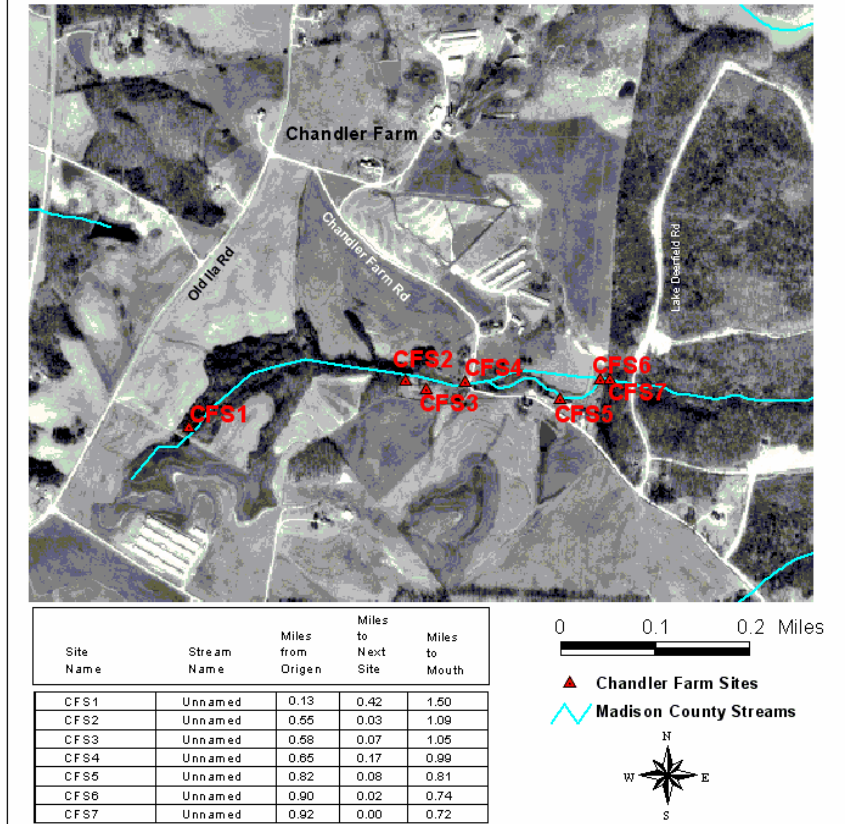 Chandler Farm
Old Ila Rd
Chandler Farm Rd
Lake Deerfield Rd
CFS1
CFS2
CFS3
CFS4
CFS5
CFS6
CFS7
Site Name Stream Name Miles from Origen Miles to Next Site Miles to Mouth
CFS1 Unnamed 0.13 0.42 1.50
CFS2 Unnamed 0.55 0.03 1.09
CFS3 Unnamed 0.58 0.07 1.05
CFS4 Unnamed 0.65 0.17 0.99
CFS5 Unnamed 0.82 0.08 0.81
CFS6 Unnamed 0.90 0.02 0.74
CFS7 Unnamed 0.92 0.00 0.72
0 0.1 0.2 Miles
Chandler Farm Sites
Madison County Streams
N
W E
S